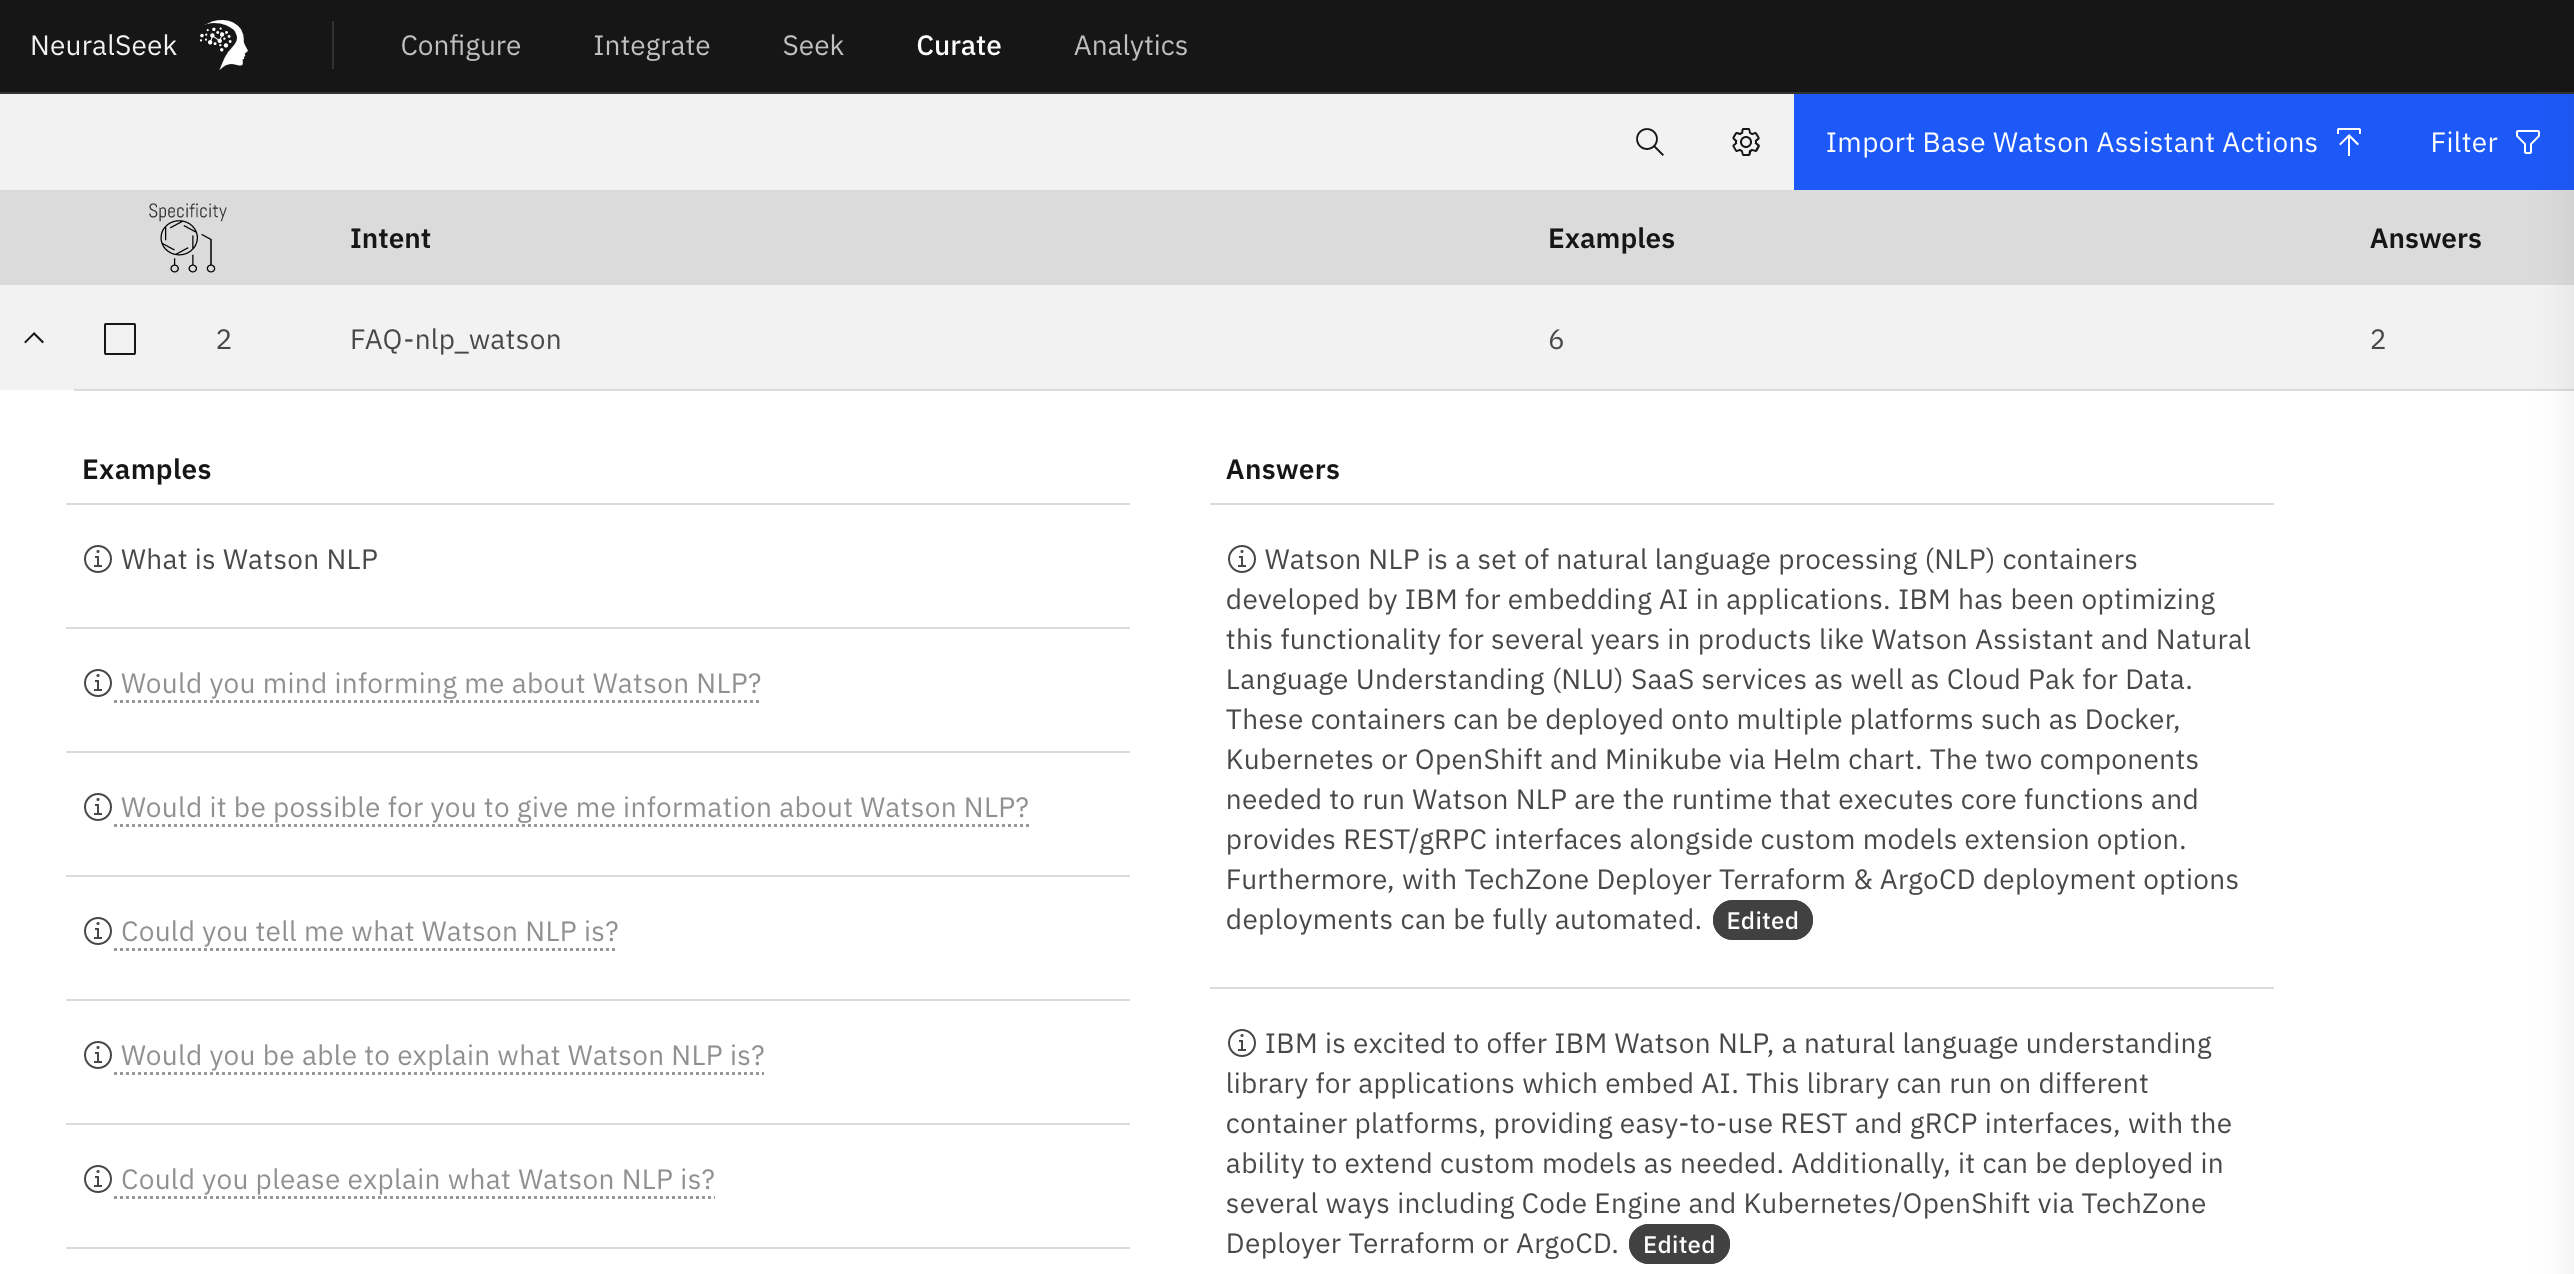 NeuralSeek Configure Integrate Seek Curate Analytics
Import Base Watson Assistant Actions Filter
Specificity Intent Examples Answers
2 FAQ-nlp_watson 6 2
Examples
What is Watson NLP
Would you mind informing me about Watson NLP?
Would it be possible for you to give me information about Watson NLP?
Could you tell me what Watson NLP is?
Would you be able to explain what Watson NLP is?
Could you please explain what Watson NLP is?
Answers
Watson NLP is a set of natural language processing (NLP) containers
developed by IBM for embedding AI in applications. IBM has been optimizing
this functionality for several years in products like Watson Assistant and Natural
Language Understanding (NLU) SaaS services as well as Cloud Pak for Data.
These containers can be deployed onto multiple platforms such as Docker,
Kubernetes or OpenShift and Minikube via Helm chart. The two components
needed to run Watson NLP are the runtime that executes core functions and
provides REST/gRPC interfaces alongside custom models extension option.
Furthermore, with TechZone Deployer Terraform & ArgoCD deployment options
deployments can be fully automated. Edited
IBM is excited to offer IBM Watson NLP, a natural language understanding
library for applications which embed AI. This library can run on different
container platforms, providing easy-to-use REST and gRCP interfaces, with the
ability to extend custom models as needed. Additionally, it can be deployed in
several ways including Code Engine and Kubernetes/OpenShift via TechZone
Deployer Terraform or ArgoCD. Edited